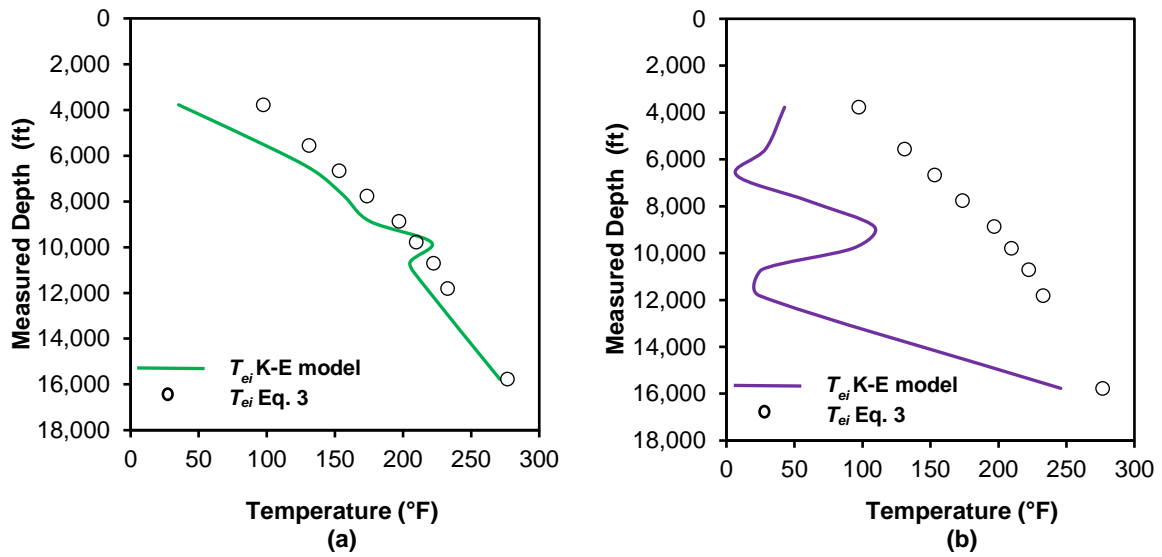 0
2,000
4,000
6,000
8,000
10,000
12,000
14,000
16,000
18,000
0 50 100 150 200 250 300
Measured Depth (ft)
Temperature (°F)
Tei K-E model
Tei Eq. 3
(a)
0
2,000
4,000
6,000
8,000
10,000
12,000
14,000
16,000
18,000
0 50 100 150 200 250 300
Measured Depth (ft)
Temperature (°F)
Tei K-E model
Tei Eq. 3
(b)